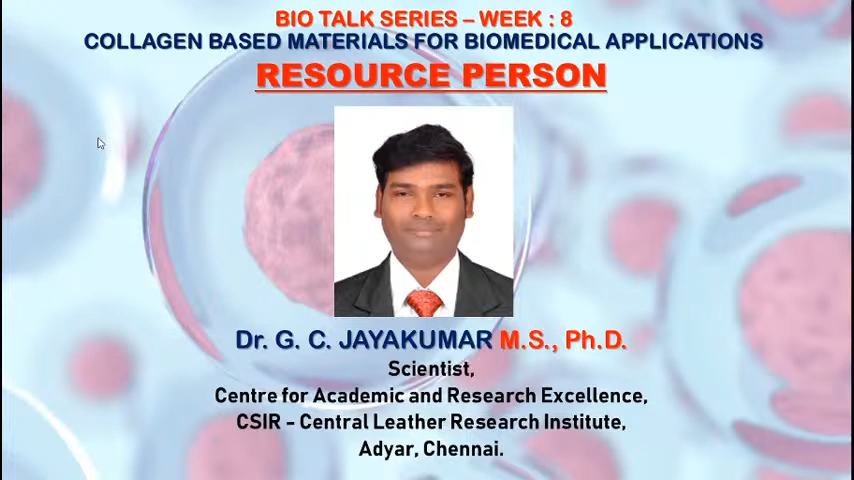 BIO TALK SERIES – WEEK : 8
COLLAGEN BASED MATERIALS FOR BIOMEDICAL APPLICATIONS
RESOURCE PERSON
Dr. G. C. JAYAKUMAR M.S., Ph.D.
Scientist,
Centre for Academic and Research Excellence,
CSIR – Central Leather Research Institute,
Adyar, Chennai.